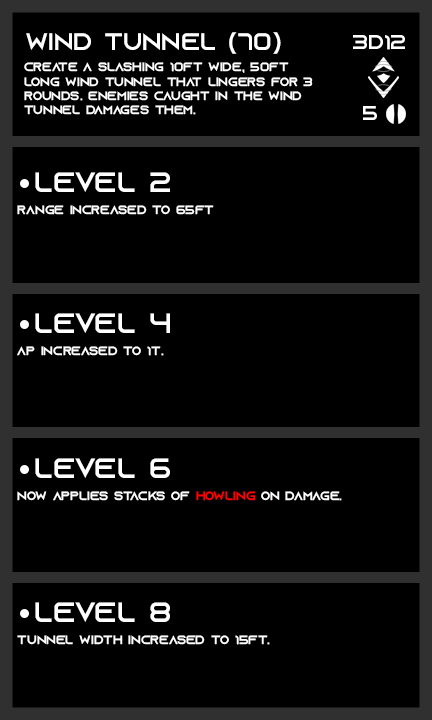 WIND TUNNEL (70)
3D12
CREATE A SLASHING 10FT WIDE, 50FT
LONG WIND TUNNEL THAT LINGERS FOR 3
ROUNDS. ENEMIES CAUGHT IN THE WIND
TUNNEL DAMAGES THEM.
5
•LEVEL 2
RANGE INCREASED TO 65FT
•LEVEL 4
AP INCREASED TO 1T.
•LEVEL 6
NOW APPLIES STACKS OF HOWLING ON DAMAGE.
•LEVEL 8
TUNNEL WIDTH INCREASED TO 15FT.